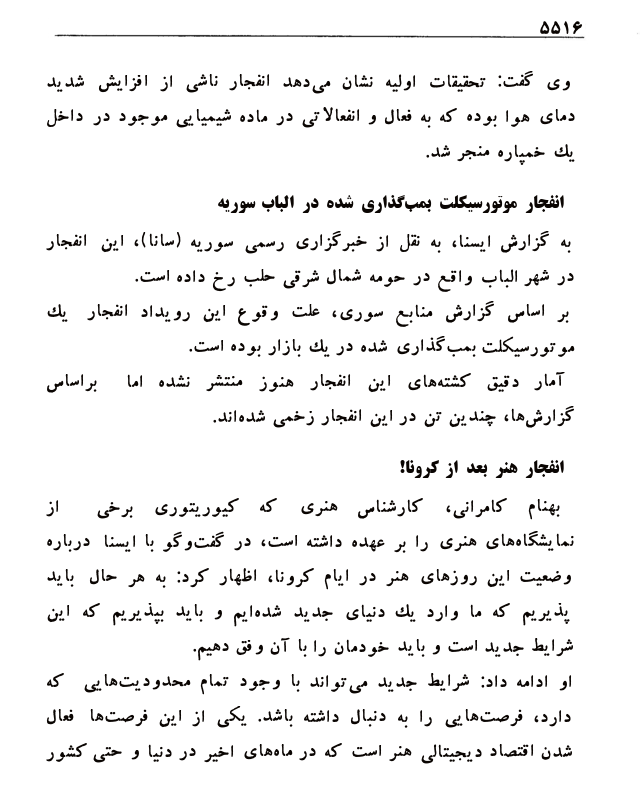 ۵۵۱۶
وی گفت: تحقیقات اولیه نشان می‌دهد انفجار ناشی از افزایش شدید
دمای هوا بوده که به فعال و انفعالاتی در ماده شیمیایی موجود در داخل
یك خمپاره منجر شد.
انفجار موتورسیکلت بمب‌گذاری شده در الباب سوریه
به گزارش ایسنا، به نقل از خبرگزاری رسمی سوریه (سانا)، این انفجار
در شهر الباب واقع در حومه شمال شرقی حلب رخ داده است.
بر اساس گزارش منابع سوری، علت وقوع این رویداد انفجار یك
موتورسیکلت بمب‌گذاری شده در یك بازار بوده است.
آمار دقیق کشته‌های این انفجار هنوز منتشر نشده اما براساس
گزارش‌ها، چندین تن در این انفجار زخمی شده‌اند.
انفجار هنر بعد از کرونا!
بهنام کامرانی، کارشناس هنری که کیوریتوری برخی از
نمایشگاه‌های هنری را بر عهده داشته است، در گفت‌وگو با ایسنا درباره
وضعیت این روزهای هنر در ایام کرونا، اظهار کرد: به هر حال باید
پذیریم که ما وارد یك دنیای جدید شده‌ایم و باید بپذیریم که این
شرایط جدید است و باید خودمان را با آن وفق دهیم.
او ادامه داد: شرایط جدید می‌تواند با وجود تمام محدودیت‌هایی که
دارد، فرصت‌هایی را به دنبال داشته باشد. یکی از این فرصت‌ها فعال
شدن اقتصاد دیجیتالی هنر است که در ماه‌های اخیر در دنیا و حتی کشور